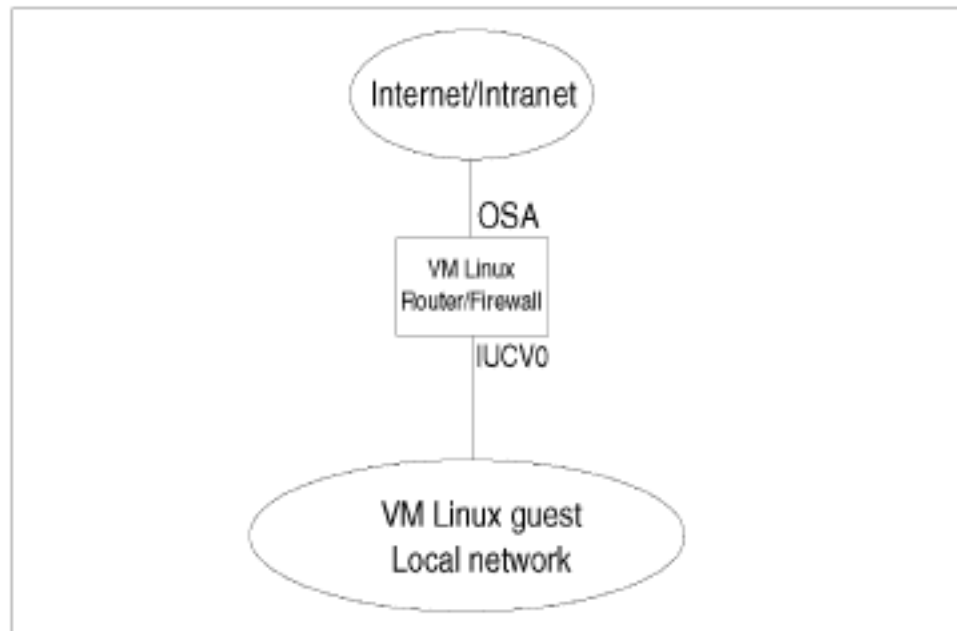 Internet/Intranet
OSA
VM Linux
Router/Firewall
IUCV0
VM Linux guest
Local network